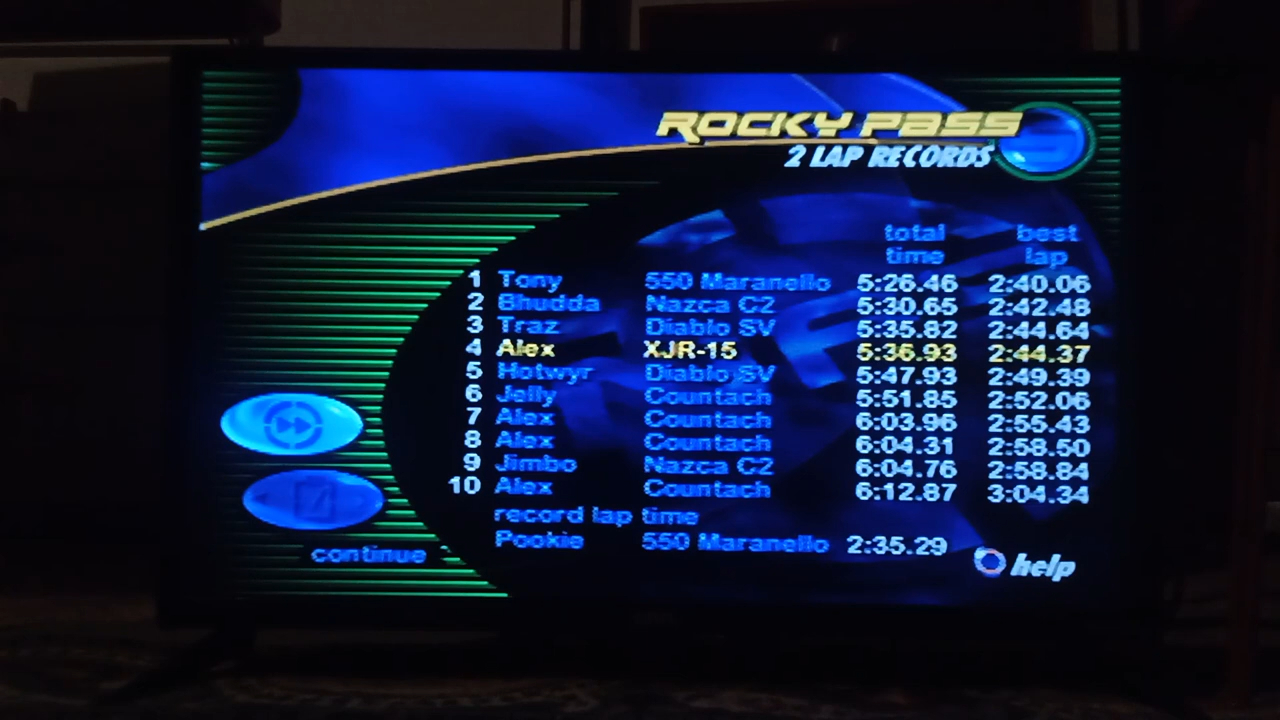 ROCKY PASS
2 LAP RECORDS
total time best lap
1 Tony 550 Maranello 5:26.46 2:40.06
2 Bhudda Nazca C2 5:30.65 2:42.48
3 Traz Diablo SV 5:35.82 2:44.64
4 Alex XJR-15 5:36.93 2:44.37
5 Hotwyr Diablo SV 5:47.93 2:49.39
6 Jelly Countach 5:51.85 2:52.06
7 Alex Countach 6:03.96 2:55.43
8 Alex Countach 6:04.31 2:58.50
9 Jimbo Nazca C2 6:04.76 2:58.84
10 Alex Countach 6:12.87 3:04.34
record lap time
Pookie 550 Maranello 2:35.29
continue
help